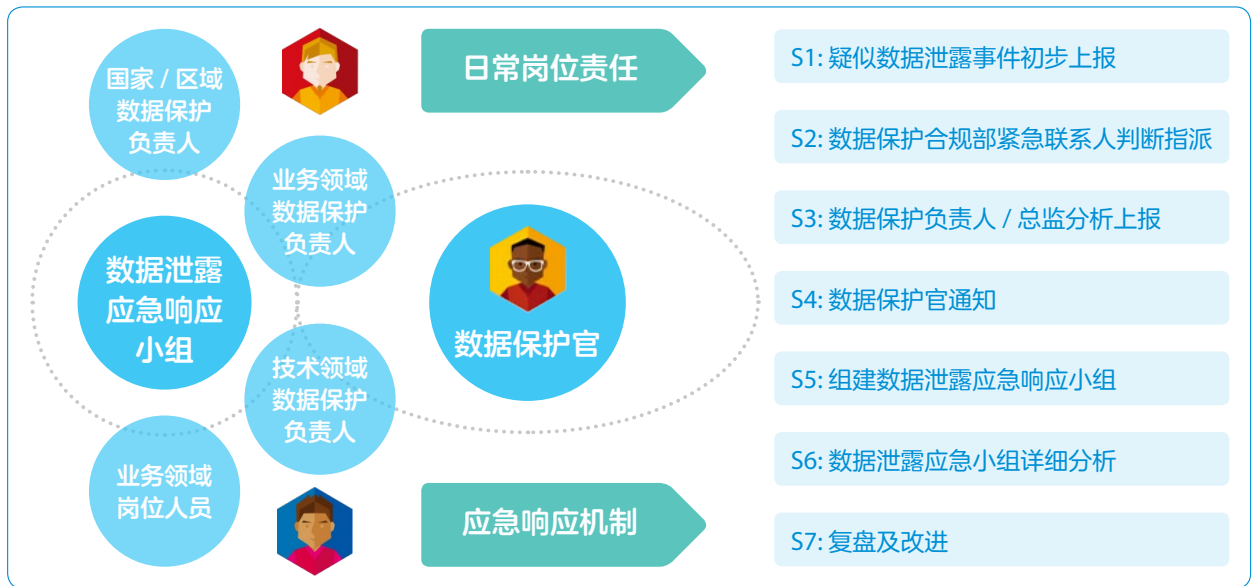 国家 / 区域
数据保护
负责人
业务领域
数据保护
负责人
数据泄露
应急响应
小组
技术领域
数据保护
负责人
业务领域
岗位人员
数据保护官
日常岗位责任
应急响应机制
S1: 疑似数据泄露事件初步上报
S2: 数据保护合规部紧急联系人判断指派
S3: 数据保护负责人 / 总监分析上报
S4: 数据保护官通知
S5: 组建数据泄露应急响应小组
S6: 数据泄露应急小组详细分析
S7: 复盘及改进